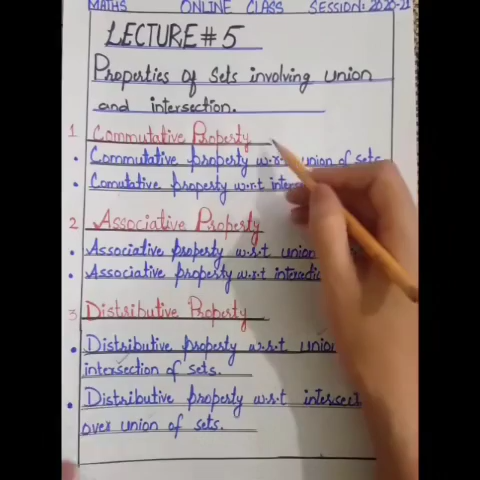 MATHS ONLINE CLASS SESSION: 2020-21
LECTURE # 5
Properties of Sets involving union
and intersection.
1 Commutative Property
• Commutative property w.r.t union of sets
• Comutative property w.r.t
2 Associative Property
• Associative property w.r.t union
• Associative property w.r.t
3 Distributive Property
• Distributive property w.r.t
intersection of sets.
• Distributive property w.r.t
over union of sets.